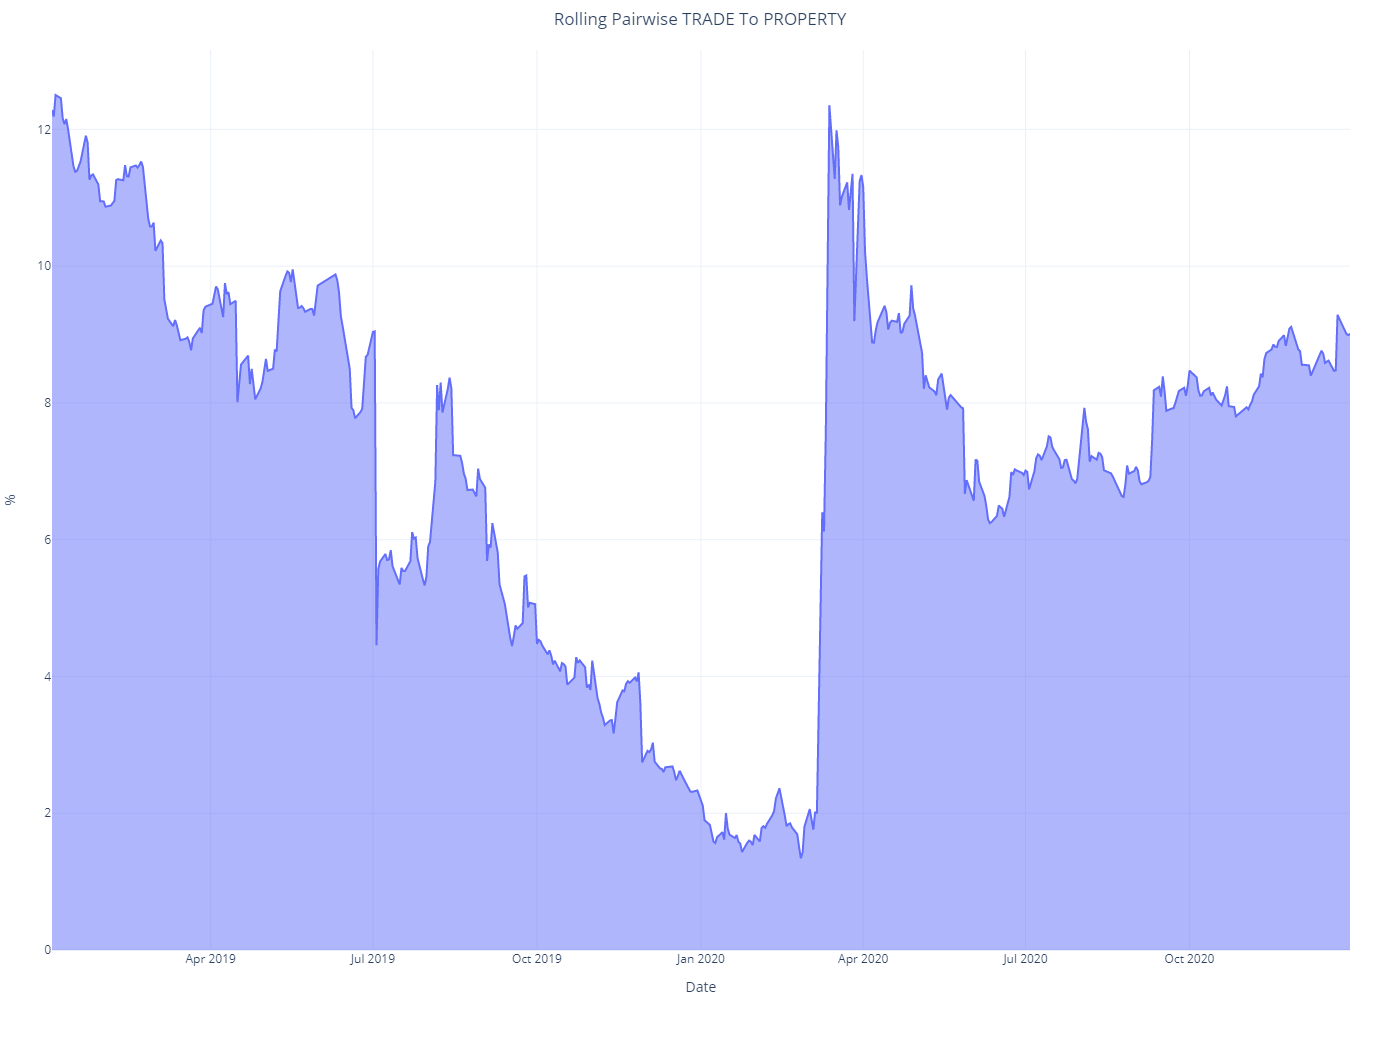 Rolling Pairwise TRADE To PROPERTY
12
10
8
6
4
2
0
%
Apr 2019
Jul 2019
Oct 2019
Jan 2020
Apr 2020
Jul 2020
Oct 2020
Date